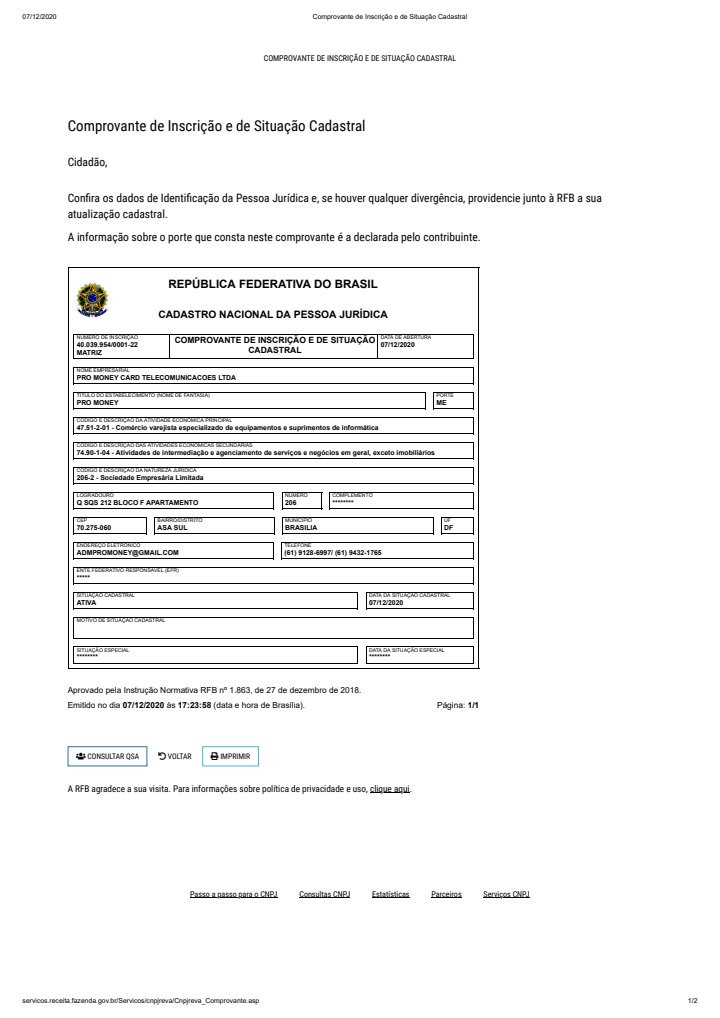 07/12/2020 Comprovante de Inscrição e de Situação Cadastral
COMPROVANTE DE INSCRIÇÃO E DE SITUAÇÃO CADASTRAL
Comprovante de Inscrição e de Situação Cadastral
Cidadão,
Confira os dados de Identificação da Pessoa Jurídica e, se houver qualquer divergência, providencie junto à RFB a sua
atualização cadastral.
A informação sobre o porte que consta neste comprovante é a declarada pelo contribuinte.
REPÚBLICA FEDERATIVA DO BRASIL
CADASTRO NACIONAL DA PESSOA JURÍDICA
NÚMERO DE INSCRIÇÃO
40.039.954/0001-22
MATRIZ
COMPROVANTE DE INSCRIÇÃO E DE SITUAÇÃO
CADASTRAL
DATA DE ABERTURA
07/12/2020
NOME EMPRESARIAL
PRO MONEY CARD TELECOMUNICACOES LTDA
TÍTULO DO ESTABELECIMENTO (NOME DE FANTASIA)
PRO MONEY
PORTE
ME
CÓDIGO E DESCRIÇÃO DA ATIVIDADE ECONÔMICA PRINCIPAL
47.51-2-01 - Comércio varejista especializado de equipamentos e suprimentos de informática
CÓDIGO E DESCRIÇÃO DAS ATIVIDADES ECONÔMICAS SECUNDÁRIAS
74.90-1-04 - Atividades de intermediação e agenciamento de serviços e negócios em geral, exceto imobiliários
CÓDIGO E DESCRIÇÃO DA NATUREZA JURÍDICA
206-2 - Sociedade Empresária Limitada
LOGRADOURO
Q SQS 212 BLOCO F APARTAMENTO
NÚMERO
206
COMPLEMENTO
********
CEP
70.275-060
BAIRRO/DISTRITO
ASA SUL
MUNICÍPIO
BRASILIA
UF
DF
ENDEREÇO ELETRÔNICO
ADMPROMONEY@GMAIL.COM
TELEFONE
(61) 9128-6997/ (61) 9432-1765
ENTE FEDERATIVO RESPONSÁVEL (EFR)
*****
SITUAÇÃO CADASTRAL
ATIVA
DATA DA SITUAÇÃO CADASTRAL
07/12/2020
MOTIVO DE SITUAÇÃO CADASTRAL
SITUAÇÃO ESPECIAL
********
DATA DA SITUAÇÃO ESPECIAL
********
Aprovado pela Instrução Normativa RFB nº 1.863, de 27 de dezembro de 2018.
Emitido no dia 07/12/2020 às 17:23:58 (data e hora de Brasília). Página: 1/1
CONSULTAR QSA VOLTAR IMPRIMIR
A RFB agradece a sua visita. Para informações sobre política de privacidade e uso, clique aqui.
Passo a passo para o CNPJ Consultas CNPJ Estatísticas Parceiros Serviços CNPJ
servicos.receita.fazenda.gov.br/Servicos/cnpjreva/Cnpjreva_Comprovante.asp 1/2